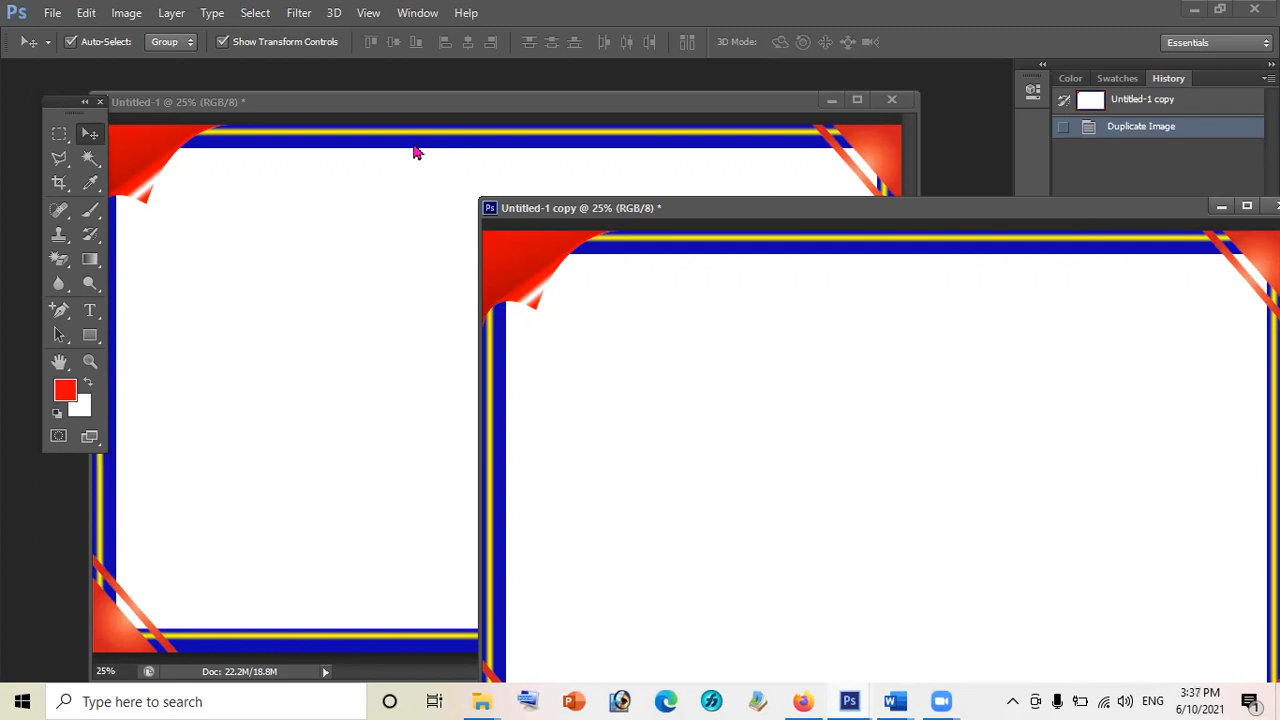 Ps File Edit Image Layer Type Select Filter 3D View Window Help
Auto-Select: Group Show Transform Controls 3D Mode: Essentials
Color Swatches History
Untitled-1 @ 25% (RGB/8) *
Untitled-1 copy
Duplicate Image
Ps Untitled-1 copy @ 25% (RGB/8) *
T
25% Doc: 22.2M/18.8M
Type here to search
Ps
ENG
3:37 PM
6/10/2021
1